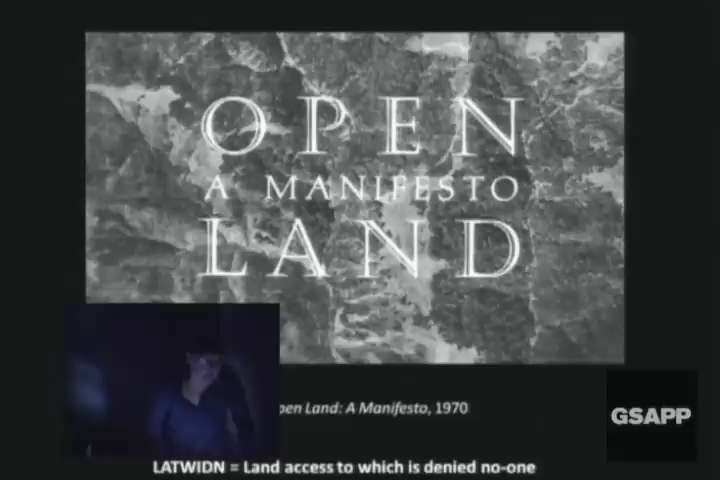 OPEN
A MANIFESTO
LAND
pen Land: A Manifesto, 1970
GSAPP
LATWIDN = Land access to which is denied no-one